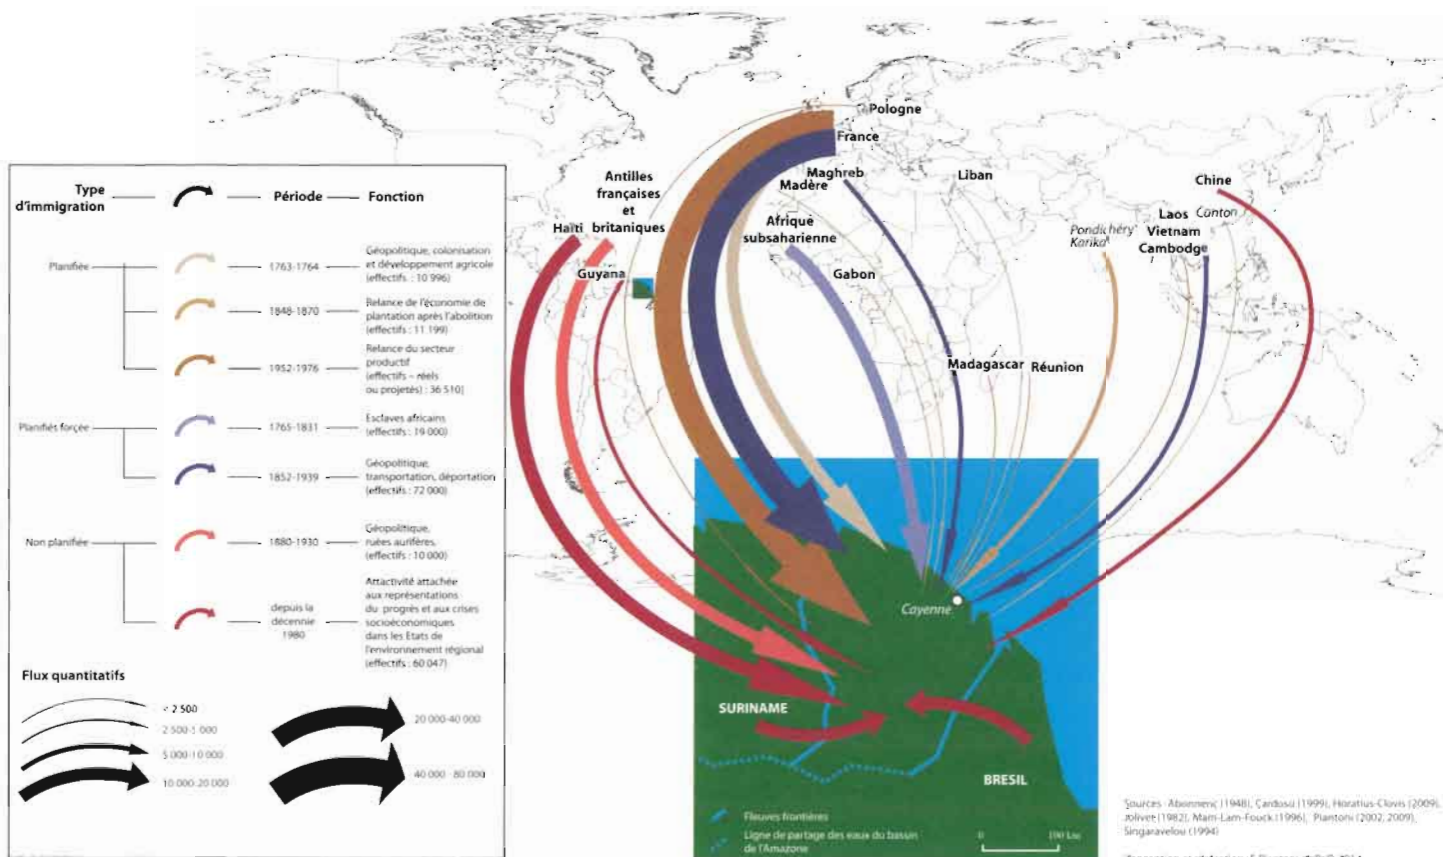 Type
d'immigration
Période
Fonction
Planifiée
1763-1764
Géopolitique, colonisation
et développement agricole
(effectifs : 10 996)
1848-1870
Relance de l'économie de
plantation après l'abolition
(effectifs : 11 199)
1952-1976
Relance du secteur
productif
(effectifs – réels
ou projetés) : 36 510)
Planifiés forcée
1765-1831
Esclaves africains
(effectifs : 19 000)
1852-1939
Géopolitique,
transportation, déportation
(effectifs : 72 000)
Non planifiée
1880-1930
Géopolitique,
ruées aurifères,
(effectifs : 10 000)
depuis la
décennie
1980
Attactivité attachée
aux représentations
du progrès et aux crises
socioéconomiques
dans les Etats de
l'environnement régional
(effectifs : 60 047)
Flux quantitatifs
< 2 500
2 500-5 000
5 000-10 000
10 000-20 000
20 000-40 000
40 000 - 80 000
Pologne
France
Maghreb
Madère
Liban
Chine
Antilles
françaises
et
britanniques
Haïti
Afrique
subsaharienne
Guyana
Gabon
Pondichéry
Karikal
Laos
Canton
Vietnam
Cambodge
Madagascar
Réunion
Cayenne
SURINAME
BRESIL
Fleuves frontières
Ligne de partage des eaux du bassin
de l'Amazone
0
100 km
Sources : Abonnenc (1948), Cardoso (1999), Horatius-Clovis (2009),
Jolivet (1982), Mam-Lam-Fouck (1996), Piantoni (2002, 2009),
Singaravelou (1994)